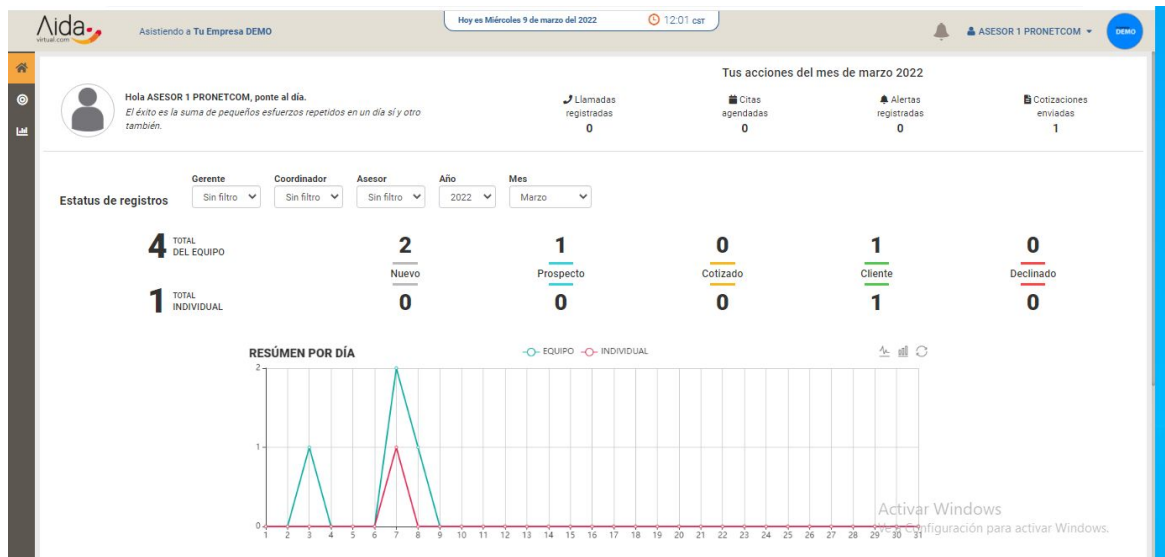 Aida
virtual.com
Asistiendo a Tu Empresa DEMO
Hoy es Miércoles 9 de marzo del 2022
12:01 CST
ASESOR 1 PRONETCOM
DEMO
Hola ASESOR 1 PRONETCOM, ponte al día.
El éxito es la suma de pequeños esfuerzos repetidos en un día sí y otro
también.
Tus acciones del mes de marzo 2022
Llamadas
registradas
0
Citas
agendadas
0
Alertas
registradas
0
Cotizaciones
enviadas
1
Estatus de registros
Gerente
Sin filtro
Coordinador
Sin filtro
Asesor
Sin filtro
Año
2022
Mes
Marzo
4 TOTAL
DEL EQUIPO
2
1
0
1
0
Nuevo
Prospecto
Cotizado
Cliente
Declinado
1 TOTAL
INDIVIDUAL
0
0
0
1
0
RESÚMEN POR DÍA
EQUIPO INDIVIDUAL
2
1
0
1 2 3 4 5 6 7 8 9 10 11 12 13 14 15 16 17 18 19 20 21 22 23 24 25 26 27 28 29 30 31
Activar Windows
Ve a Configuración para activar Windows.